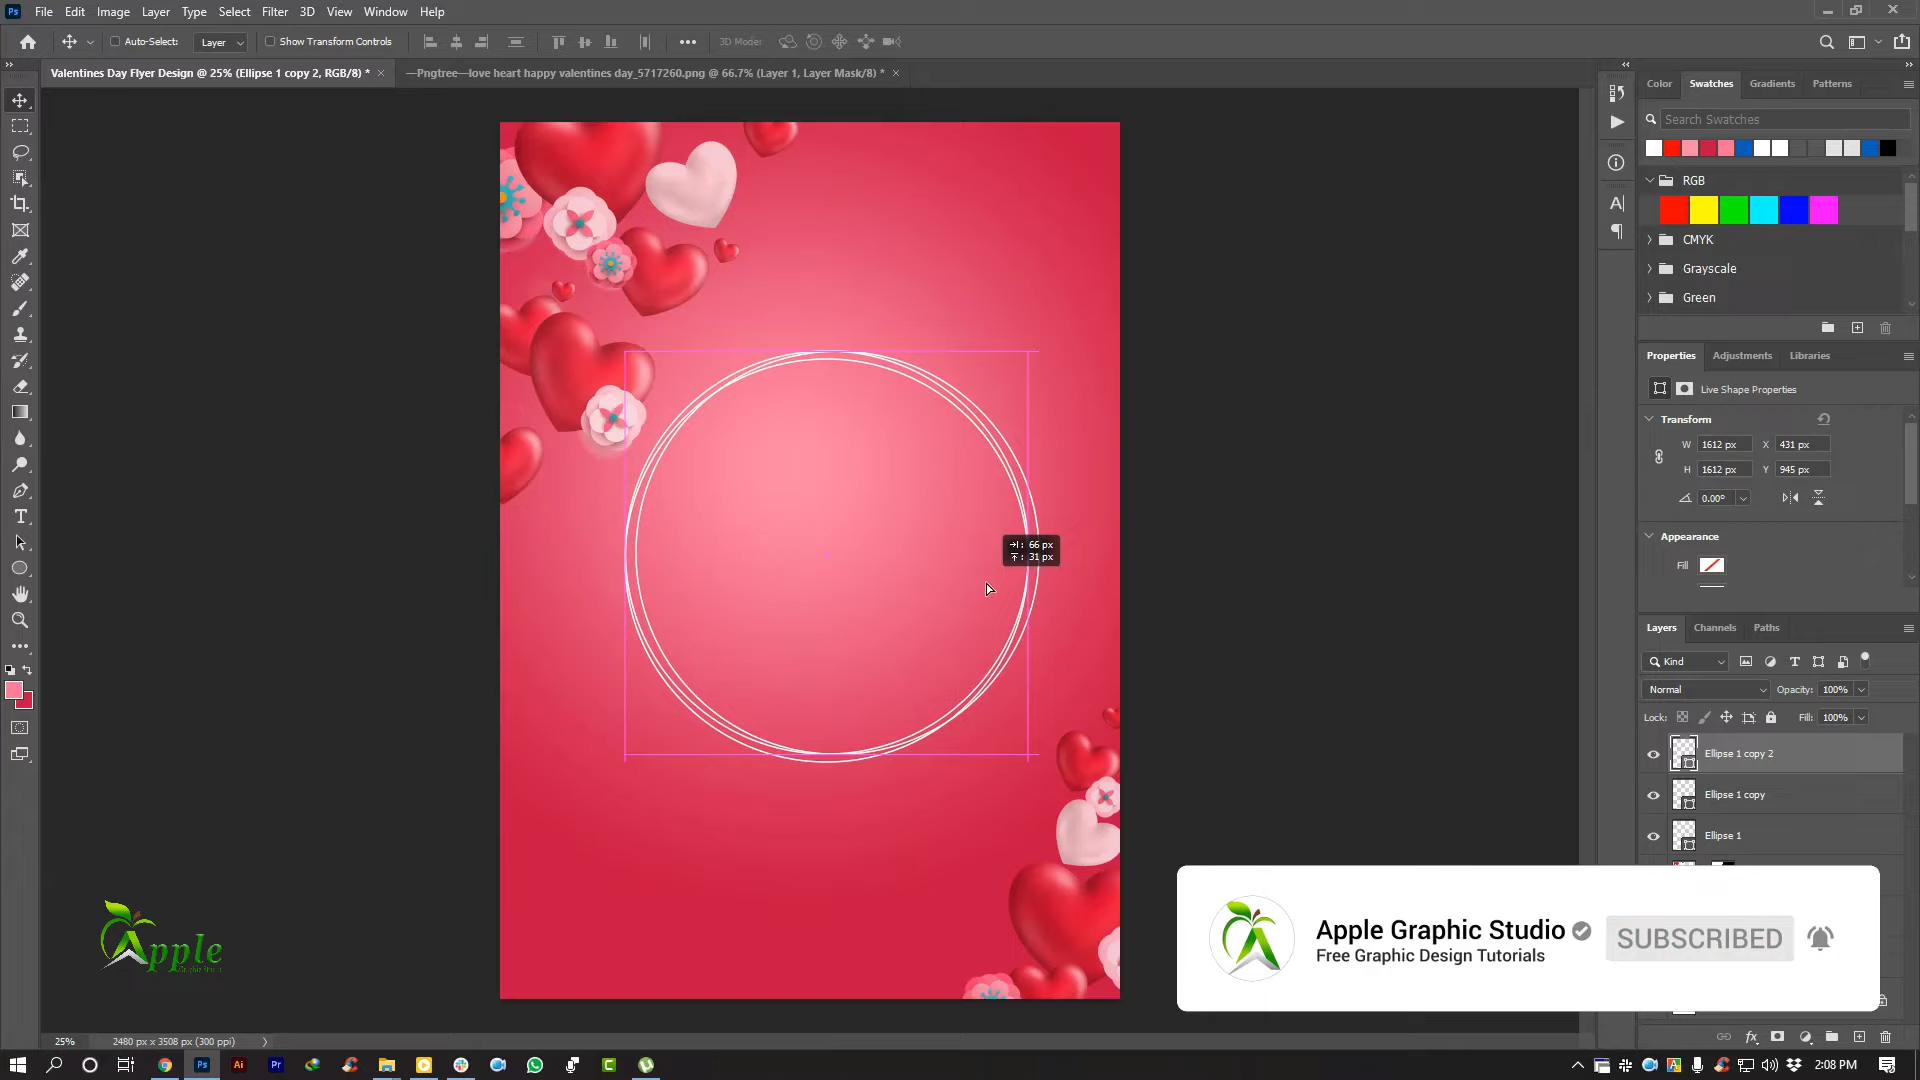 Ps File Edit Image Layer Type Select Filter 3D View Window Help
Auto-Select: Layer Show Transform Controls ••• 3D Mode:
Valentines Day Flyer Design @ 25% (Ellipse 1 copy 2, RGB/8) * × —Pngtree—love heart happy valentines day_5717260.png @ 66.7% (Layer 1, Layer Mask/8) * ×
Color Swatches Gradients Patterns
Search Swatches
RGB
CMYK
Grayscale
Green
Properties Adjustments Libraries
Live Shape Properties
Transform
W 1612 px X 431 px
H 1612 px Y 945 px
0.00°
Appearance
Fill
66 px
31 px
Layers Channels Paths
Kind
Normal Opacity: 100%
Lock: Fill: 100%
Ellipse 1 copy 2
Ellipse 1 copy
Ellipse 1
Apple
Apple Graphic Studio
Free Graphic Design Tutorials
SUBSCRIBED
25% 2480 px x 3508 px (300 ppi)
Ps Ai Pr 2:08 PM